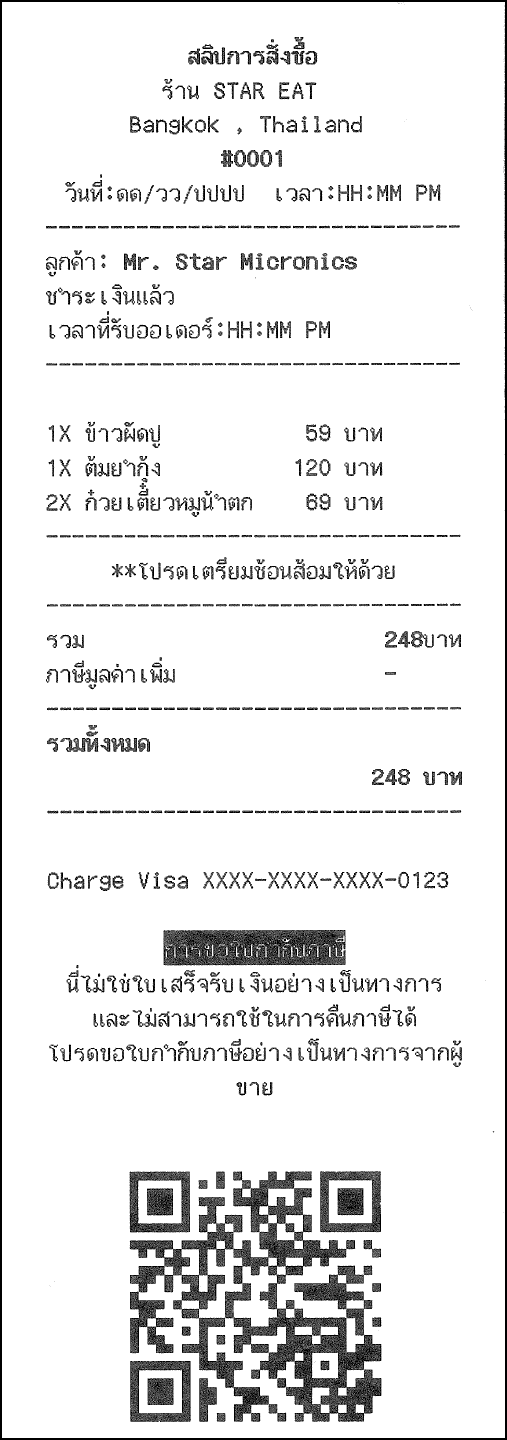 สลิปการสั่งซื้อ
ร้าน STAR EAT
Bangkok , Thailand
#0001
วันที่:ดด/วว/ปปปป เวลา:HH:MM PM
ลูกค้า: Mr. Star Micronics
ชำระเงินแล้ว
เวลาที่รับออเดอร์:HH:MM PM
1X ข้าวผัดปู 59 บาท
1X ต้มยำกุ้ง 120 บาท
2X ก๋วยเตี๋ยวหมูน้ำตก 69 บาท
**โปรดเตรียมช้อนส้อมให้ด้วย
รวม 248บาท
ภาษีมูลค่าเพิ่ม -
รวมทั้งหมด
248 บาท
Charge Visa XXXX-XXXX-XXXX-0123
การขอใบกำกับภาษี
นี่ไม่ใช่ใบเสร็จรับเงินอย่างเป็นทางการ
และไม่สามารถใช้ในการคืนภาษีได้
โปรดขอใบกำกับภาษีอย่างเป็นทางการจากผู้
ขาย